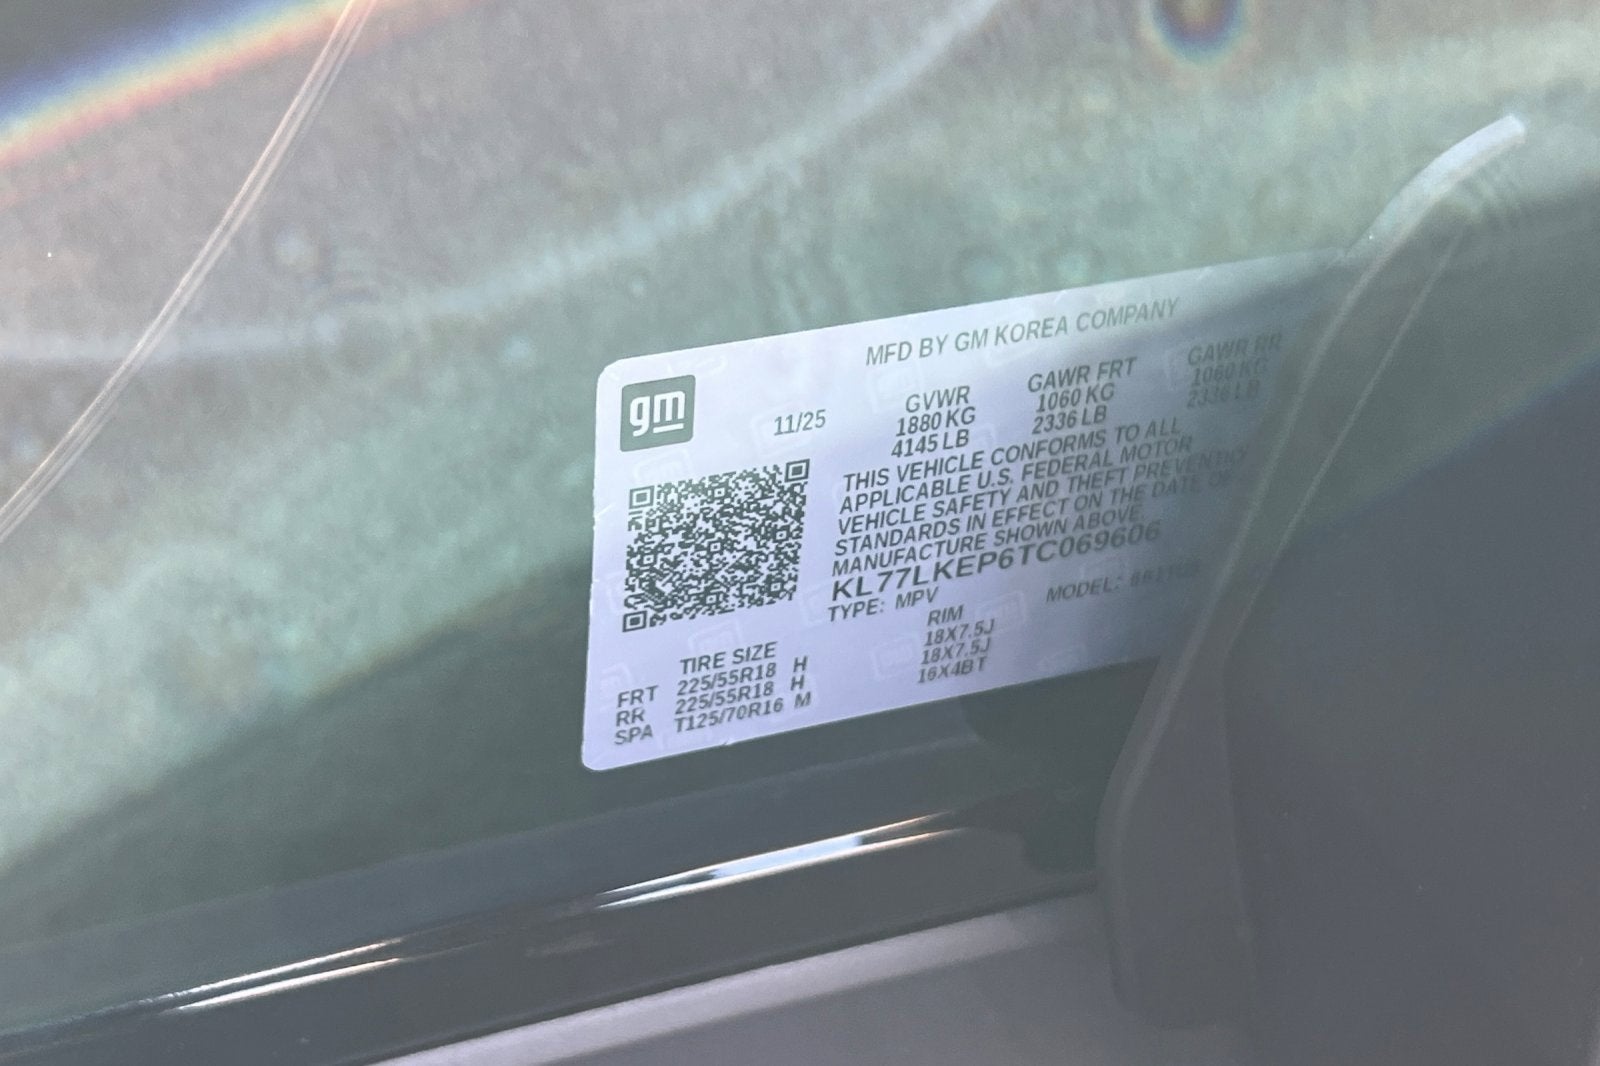 MFD BY GM KOREA COMPANY
gm
11/25
GVWR GAWR FRT GAWR RR
1880 KG 1060 KG 1060 KG
4145 LB 2336 LB 2336 LB
THIS VEHICLE CONFORMS TO ALL
APPLICABLE U.S. FEDERAL MOTOR
VEHICLE SAFETY AND THEFT PREVENTION
STANDARDS IN EFFECT ON THE DATE OF
MANUFACTURE SHOWN ABOVE.
KL77LKEP6TC069606
TYPE: MPV MODEL:
TIRE SIZE RIM
FRT 225/55R18 H 18X7.5J
RR 225/55R18 H 18X7.5J
SPA T125/70R16 M 16X4BT